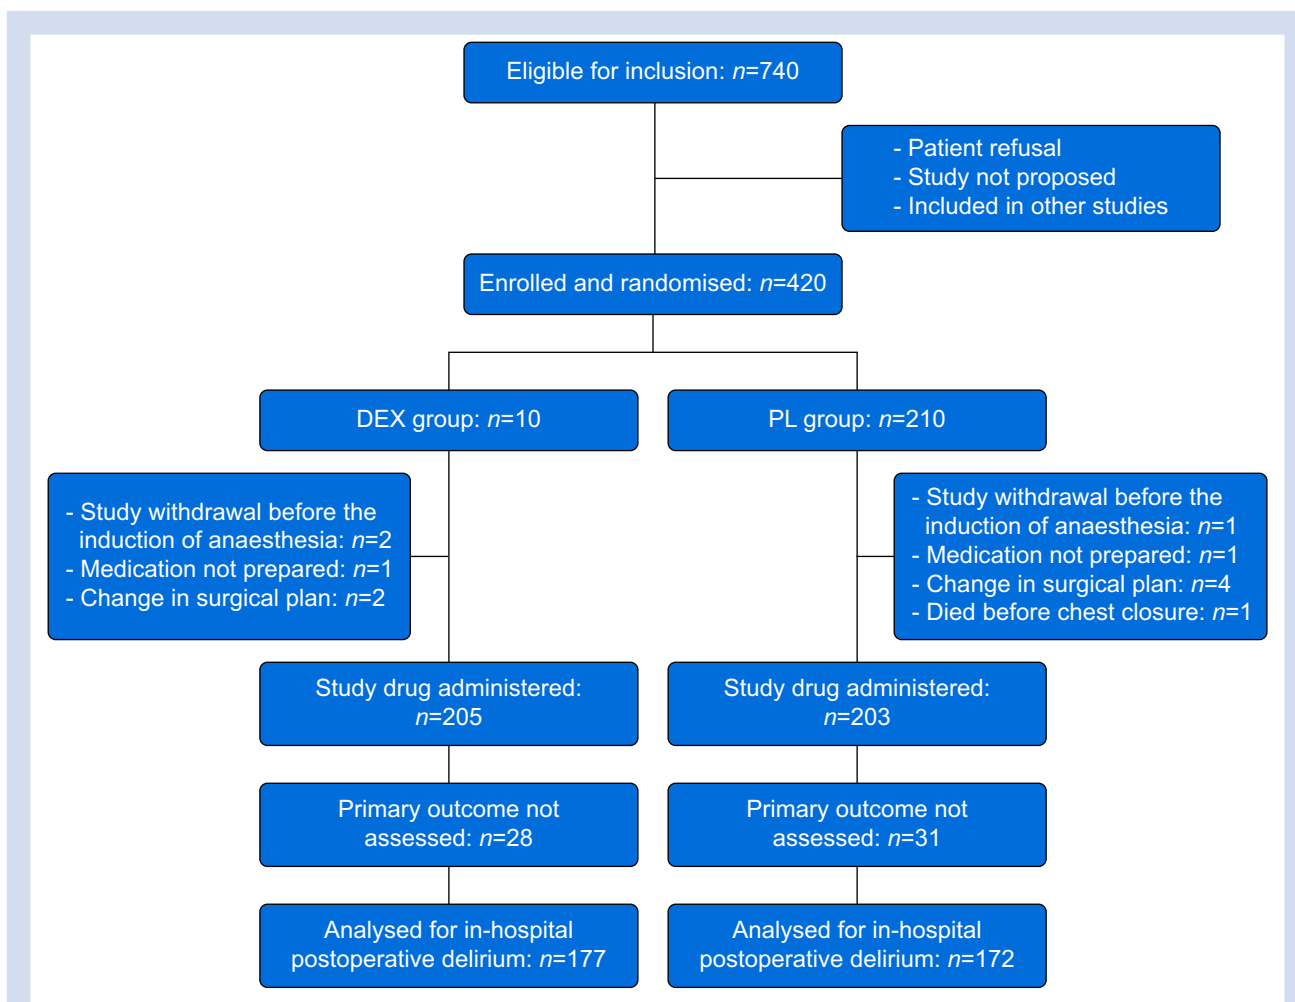 Eligible for inclusion: n=740
- Patient refusal
- Study not proposed
- Included in other studies
Enrolled and randomised: n=420
DEX group: n=10
PL group: n=210
- Study withdrawal before the
induction of anaesthesia: n=2
- Medication not prepared: n=1
- Change in surgical plan: n=2
- Study withdrawal before the
induction of anaesthesia: n=1
- Medication not prepared: n=1
- Change in surgical plan: n=4
- Died before chest closure: n=1
Study drug administered:
n=205
Study drug administered:
n=203
Primary outcome not
assessed: n=28
Primary outcome not
assessed: n=31
Analysed for in-hospital
postoperative delirium: n=177
Analysed for in-hospital
postoperative delirium: n=172